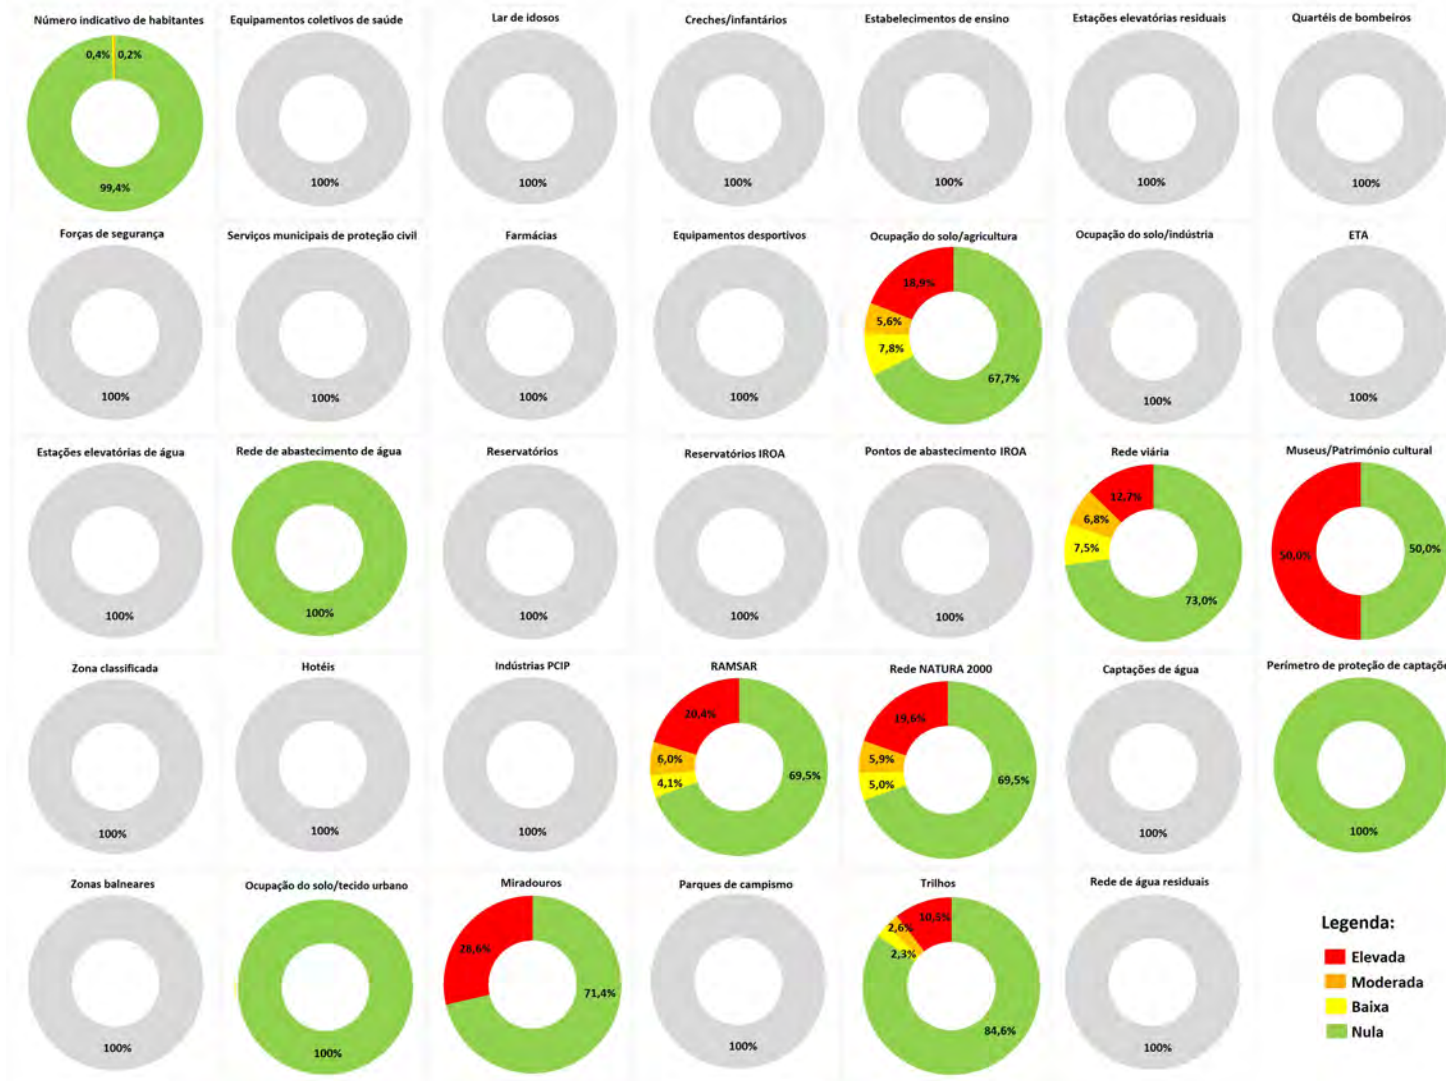 Número indicativo de habitantes
0,4%
0,2%
99,4%
Equipamentos coletivos de saúde
100%
Lar de idosos
100%
Creches/infantários
100%
Estabelecimentos de ensino
100%
Estações elevatórias residuais
100%
Quartéis de bombeiros
100%
Forças de segurança
100%
Serviços municipais de proteção civil
100%
Farmácias
100%
Equipamentos desportivos
100%
Ocupação do solo/agricultura
18,9%
5,6%
7,8%
67,7%
Ocupação do solo/indústria
100%
ETA
100%
Estações elevatórias de água
100%
Rede de abastecimento de água
100%
Reservatórios
100%
Reservatórios IROA
100%
Pontos de abastecimento IROA
100%
Rede viária
12,7%
6,8%
7,5%
73,0%
Museus/Património cultural
50,0%
50,0%
Zona classificada
100%
Hotéis
100%
Indústrias PCIP
100%
RAMSAR
20,4%
6,0%
4,1%
69,5%
Rede NATURA 2000
19,6%
5,9%
5,0%
69,5%
Captações de água
100%
Perímetro de proteção de captaçõe
100%
Zonas balneares
100%
Ocupação do solo/tecido urbano
100%
Miradouros
28,6%
71,4%
Parques de campismo
100%
Trilhos
10,5%
2,6%
2,3%
84,6%
Rede de água residuais
100%
Legenda:
Elevada
Moderada
Baixa
Nula